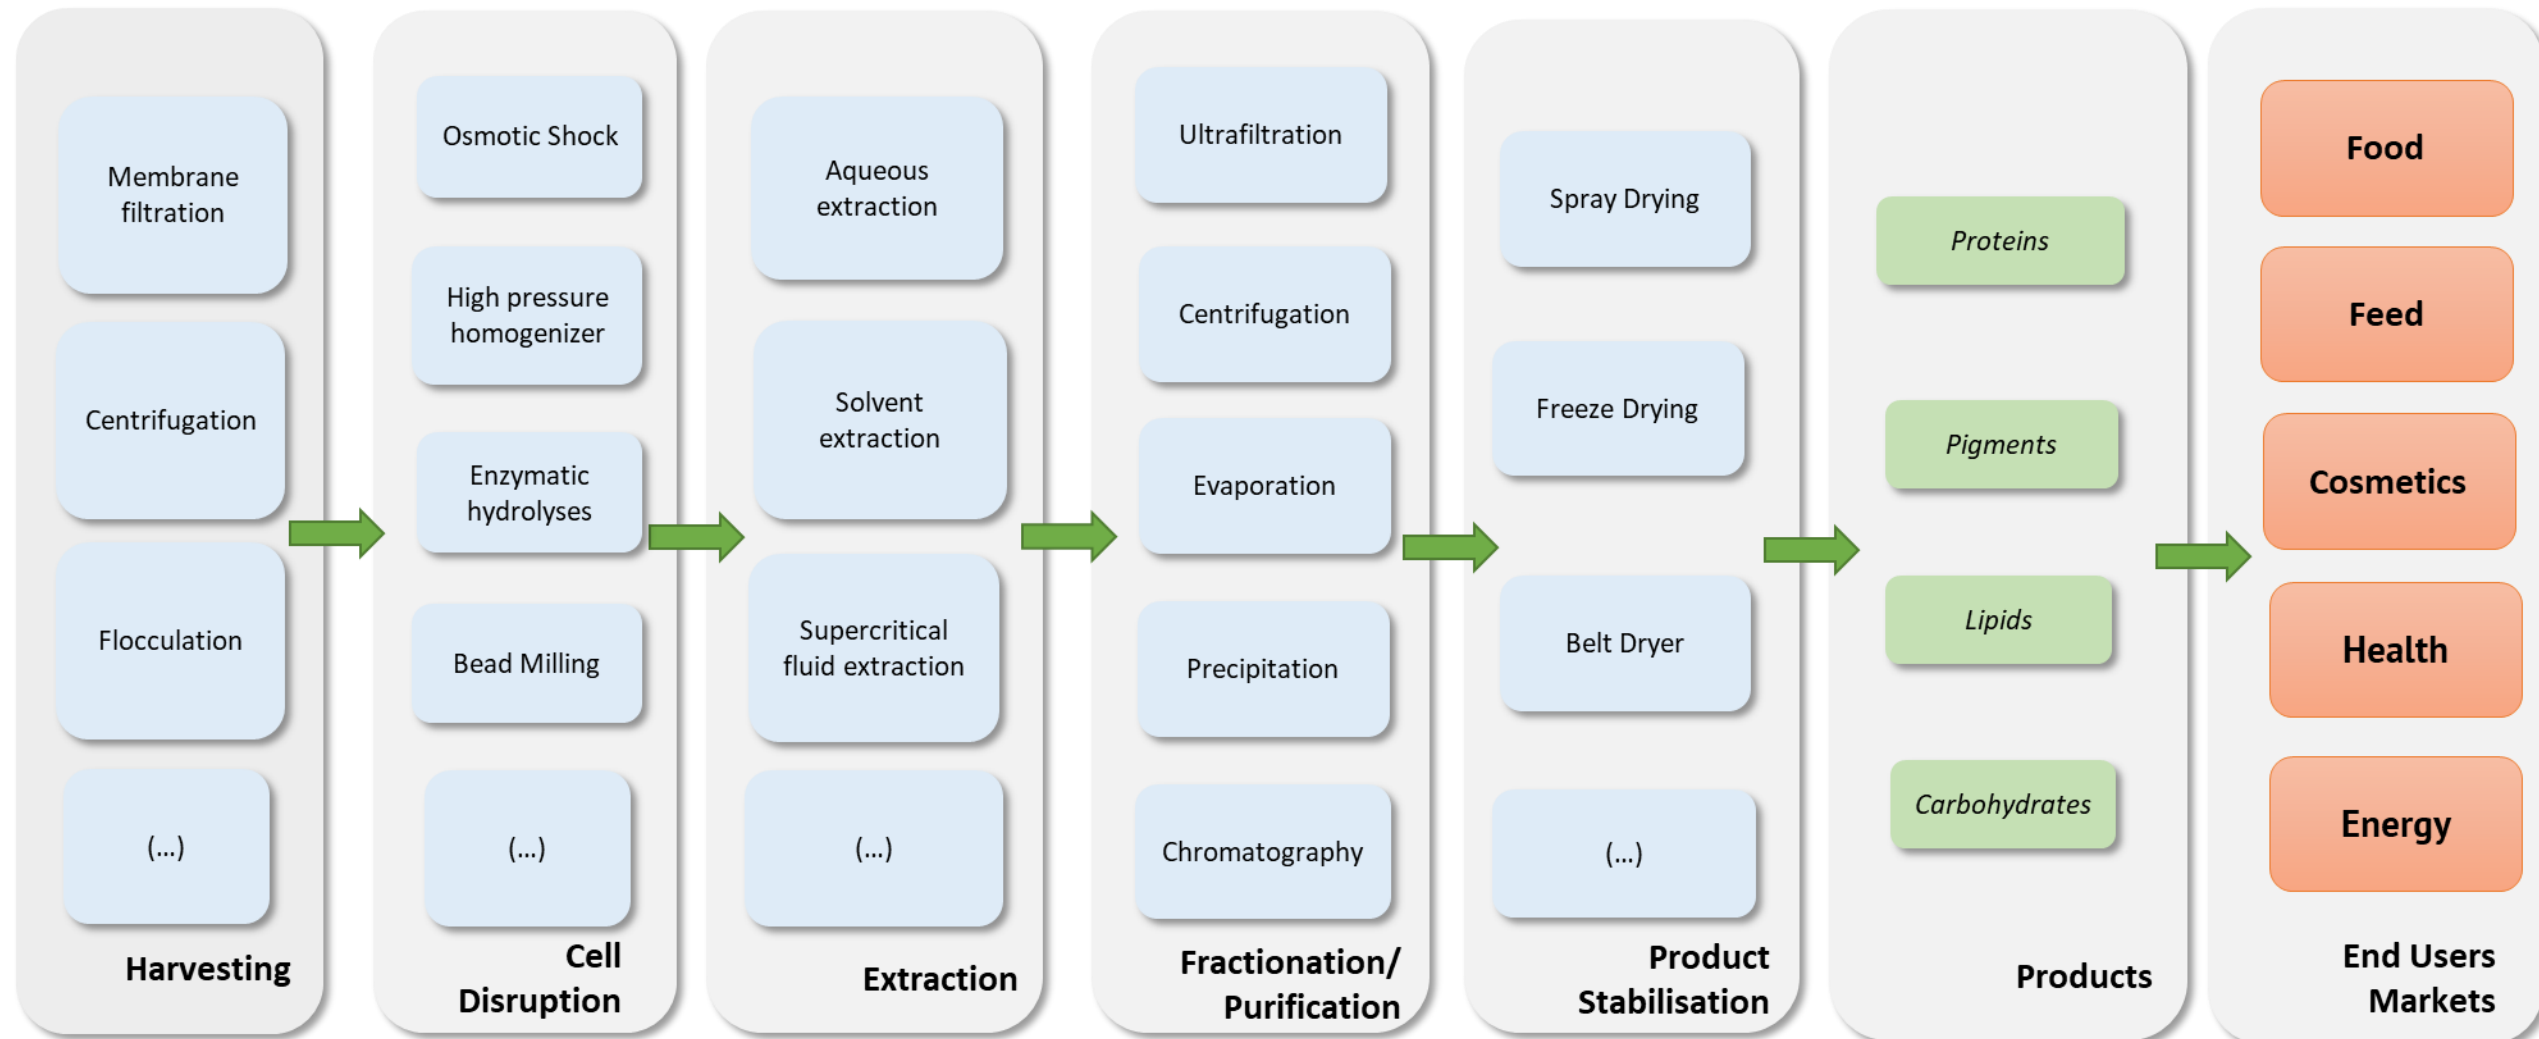 Membrane
filtration
Centrifugation
Flocculation
(...)
Harvesting
Osmotic Shock
High pressure
homogenizer
Enzymatic
hydrolyses
Bead Milling
(...)
Cell
Disruption
Aqueous
extraction
Solvent
extraction
Supercritical
fluid extraction
(...)
Extraction
Ultrafiltration
Centrifugation
Evaporation
Precipitation
Chromatography
Fractionation/
Purification
Spray Drying
Freeze Drying
Belt Dryer
(...)
Product
Stabilisation
Proteins
Pigments
Lipids
Carbohydrates
Products
Food
Feed
Cosmetics
Health
Energy
End Users
Markets